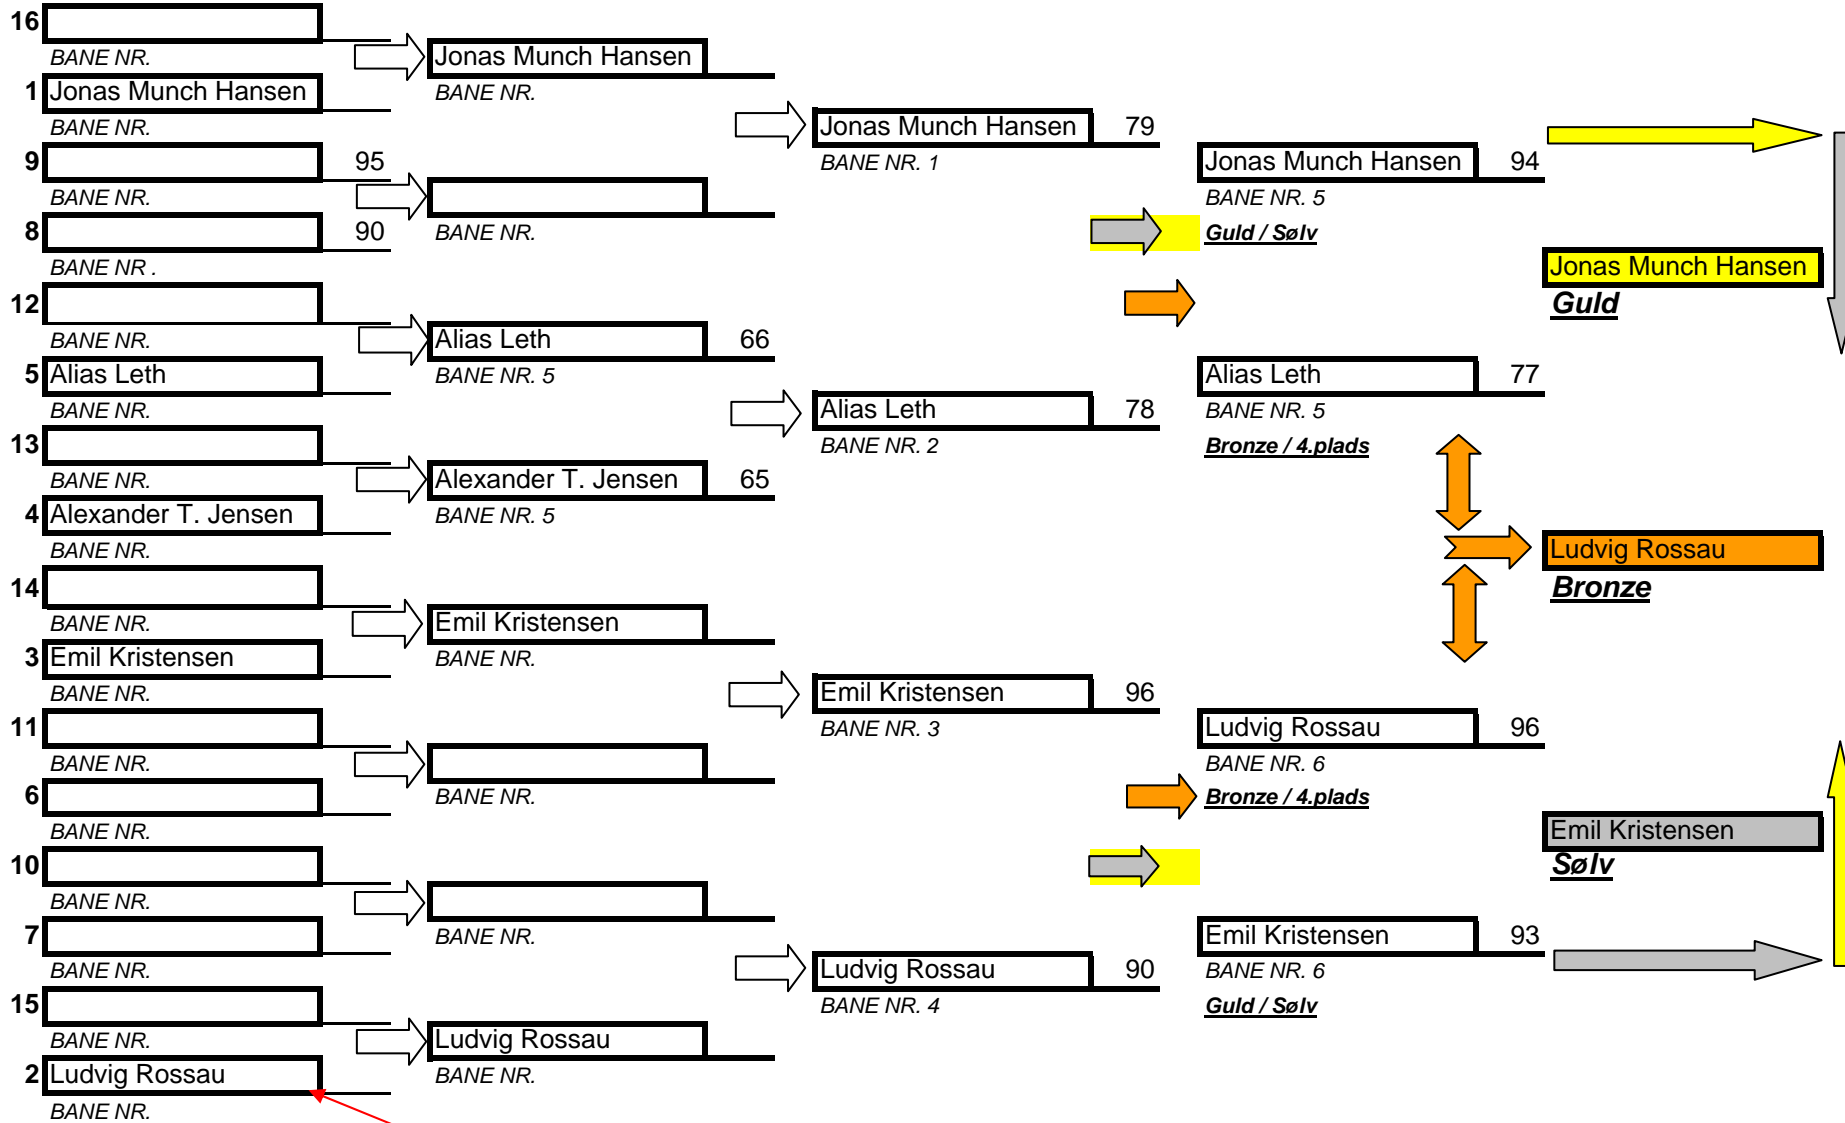 16
BANE NR.
1 Jonas Munch Hansen
BANE NR.
9 95
BANE NR.
8 90
BANE NR .
12
BANE NR.
5 Alias Leth
BANE NR.
13
BANE NR.
4 Alexander T. Jensen
BANE NR.
14
BANE NR.
3 Emil Kristensen
BANE NR.
11
BANE NR.
6
BANE NR.
10
BANE NR.
7
BANE NR.
15
BANE NR.
2 Ludvig Rossau
BANE NR.
Jonas Munch Hansen
BANE NR.
BANE NR.
Alias Leth 66
BANE NR. 5
Alexander T. Jensen 65
BANE NR. 5
Emil Kristensen
BANE NR.
BANE NR.
BANE NR.
Ludvig Rossau
BANE NR.
Jonas Munch Hansen 79
BANE NR. 1
Alias Leth 78
BANE NR. 2
Emil Kristensen 96
BANE NR. 3
Ludvig Rossau 90
BANE NR. 4
Jonas Munch Hansen 94
BANE NR. 5
Guld / Sølv
Alias Leth 77
BANE NR. 5
Bronze / 4.plads
Ludvig Rossau 96
BANE NR. 6
Bronze / 4.plads
Emil Kristensen 93
BANE NR. 6
Guld / Sølv
Jonas Munch Hansen
Guld
Ludvig Rossau
Bronze
Emil Kristensen
Sølv